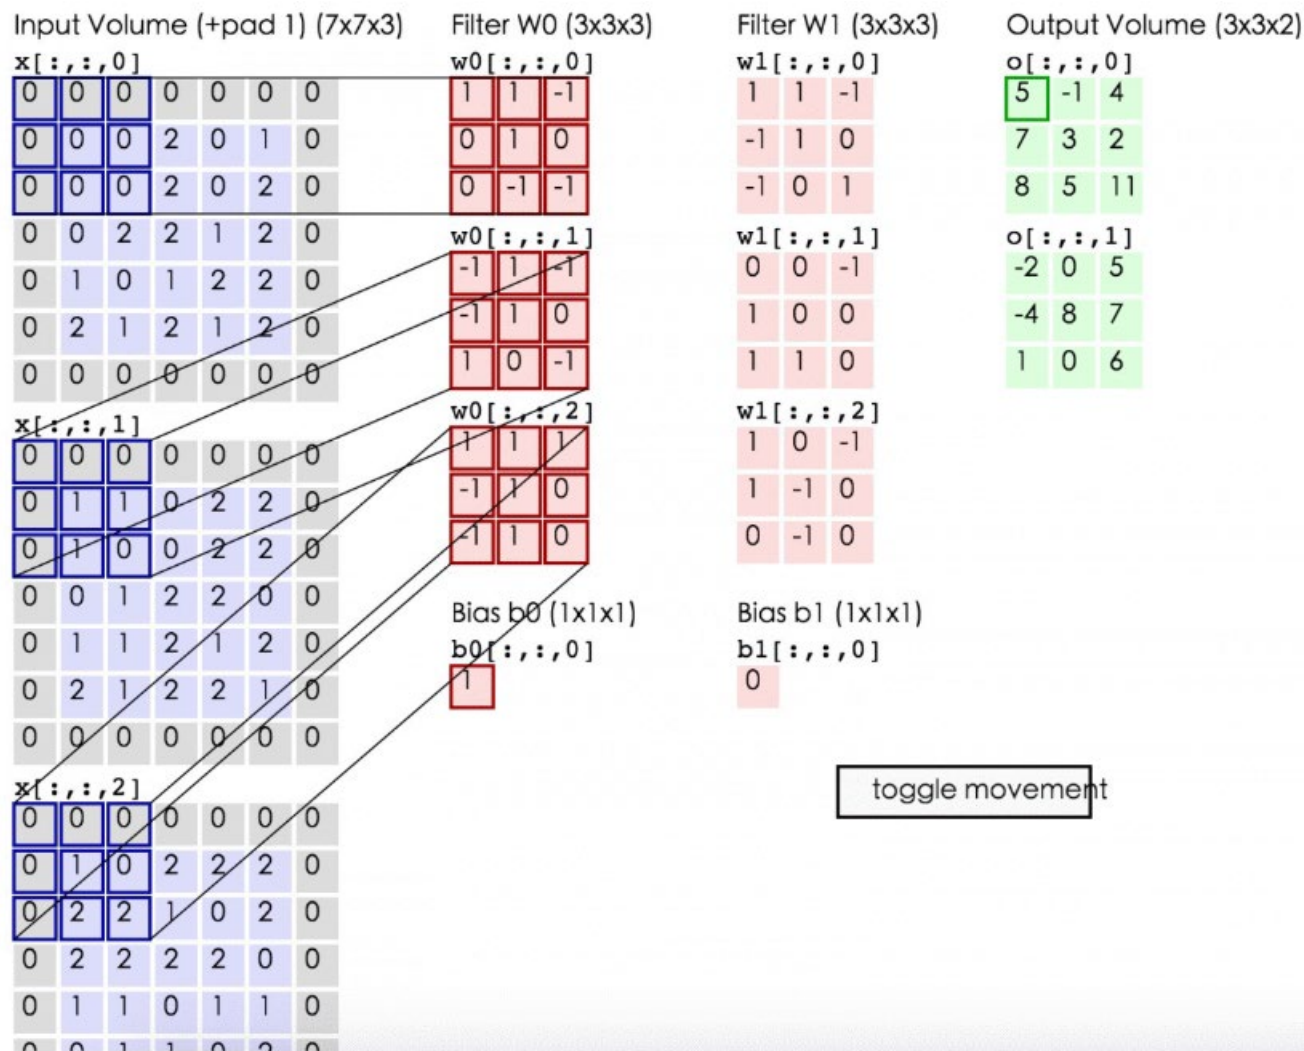 Input Volume (+pad 1) (7x7x3)
x[:,:,0]
0 0 0 0 0 0 0
0 0 0 2 0 1 0
0 0 0 2 0 2 0
0 0 2 2 1 2 0
0 1 0 1 2 2 0
0 2 1 2 1 2 0
0 0 0 0 0 0 0
x[:,:,1]
0 0 0 0 0 0 0
0 1 1 0 2 2 0
0 1 0 0 2 2 0
0 0 1 2 2 0 0
0 1 1 2 1 2 0
0 2 1 2 2 1 0
0 0 0 0 0 0 0
x[:,:,2]
0 0 0 0 0 0 0
0 1 0 2 2 2 0
0 2 2 1 0 2 0
0 2 2 2 2 0 0
0 1 1 0 1 1 0
0 0 1 1 0 2 0
Filter W0 (3x3x3)
w0[:,:,0]
1 1 -1
0 1 0
0 -1 -1
w0[:,:,1]
-1 1 -1
-1 1 0
1 0 -1
w0[:,:,2]
1 1 1
-1 1 0
-1 1 0
Bias b0 (1x1x1)
b0[:,:,0]
1
Filter W1 (3x3x3)
w1[:,:,0]
1 1 -1
-1 1 0
-1 0 1
w1[:,:,1]
0 0 -1
1 0 0
1 1 0
w1[:,:,2]
1 0 -1
1 -1 0
0 -1 0
Bias b1 (1x1x1)
b1[:,:,0]
0
Output Volume (3x3x2)
o[:,:,0]
5 -1 4
7 3 2
8 5 11
o[:,:,1]
-2 0 5
-4 8 7
1 0 6
toggle movement